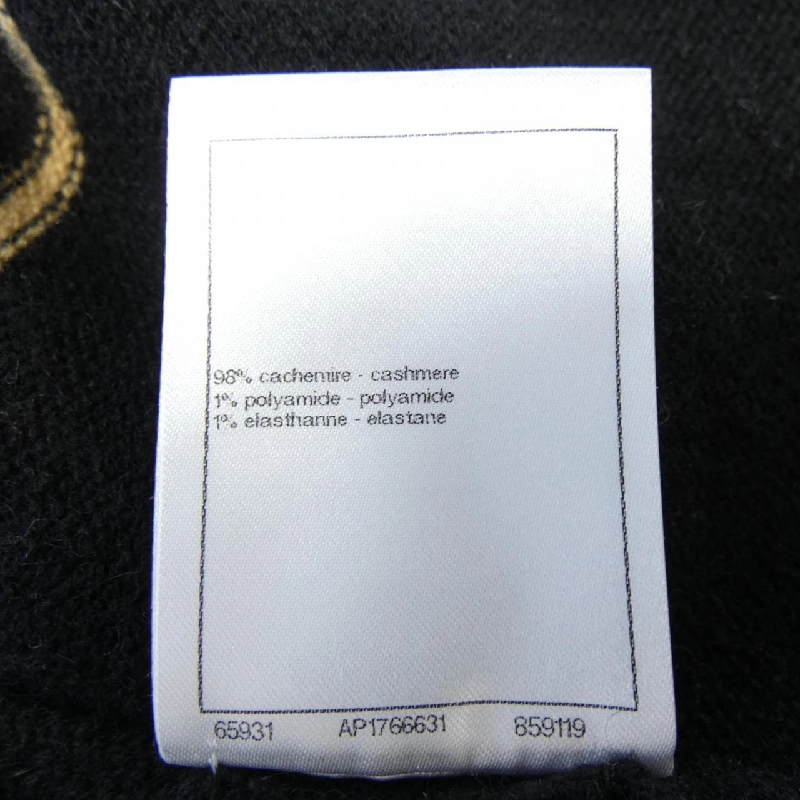 98% cachemire - cashmere
1% polyamide - polyamide
1% elasthanne - elastane
65931 AP1766631 859119